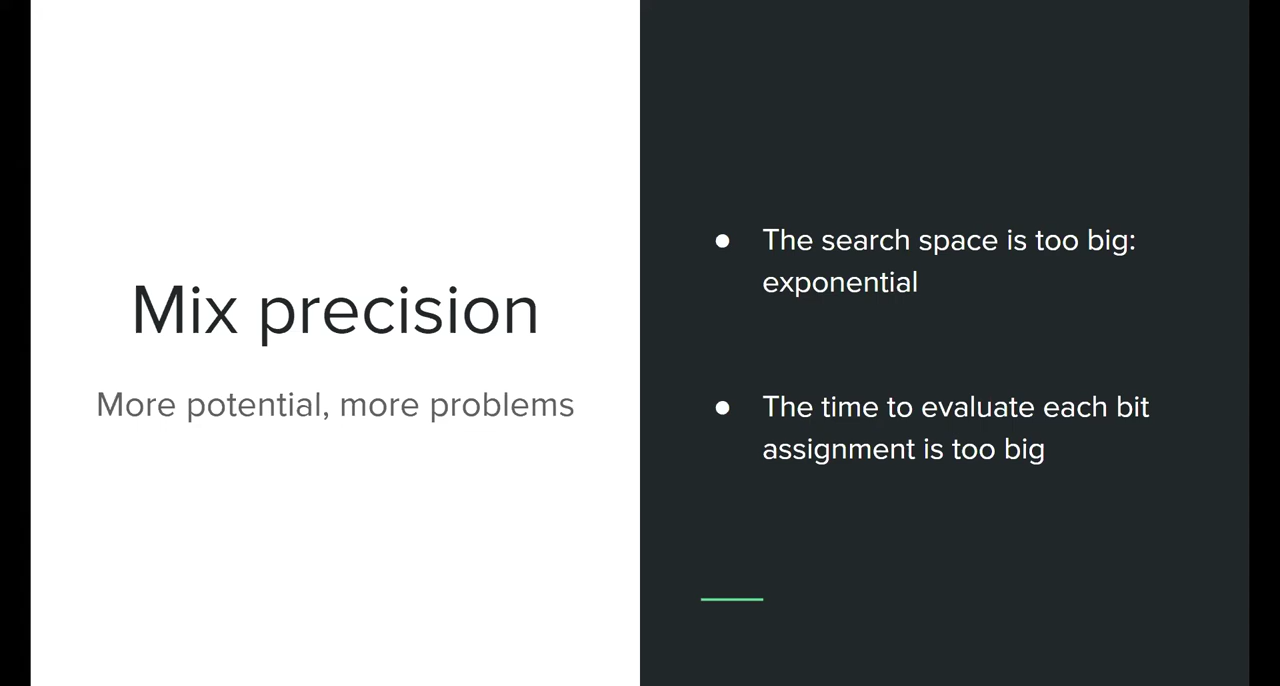 Mix precision
More potential, more problems
● The search space is too big:
exponential
● The time to evaluate each bit
assignment is too big